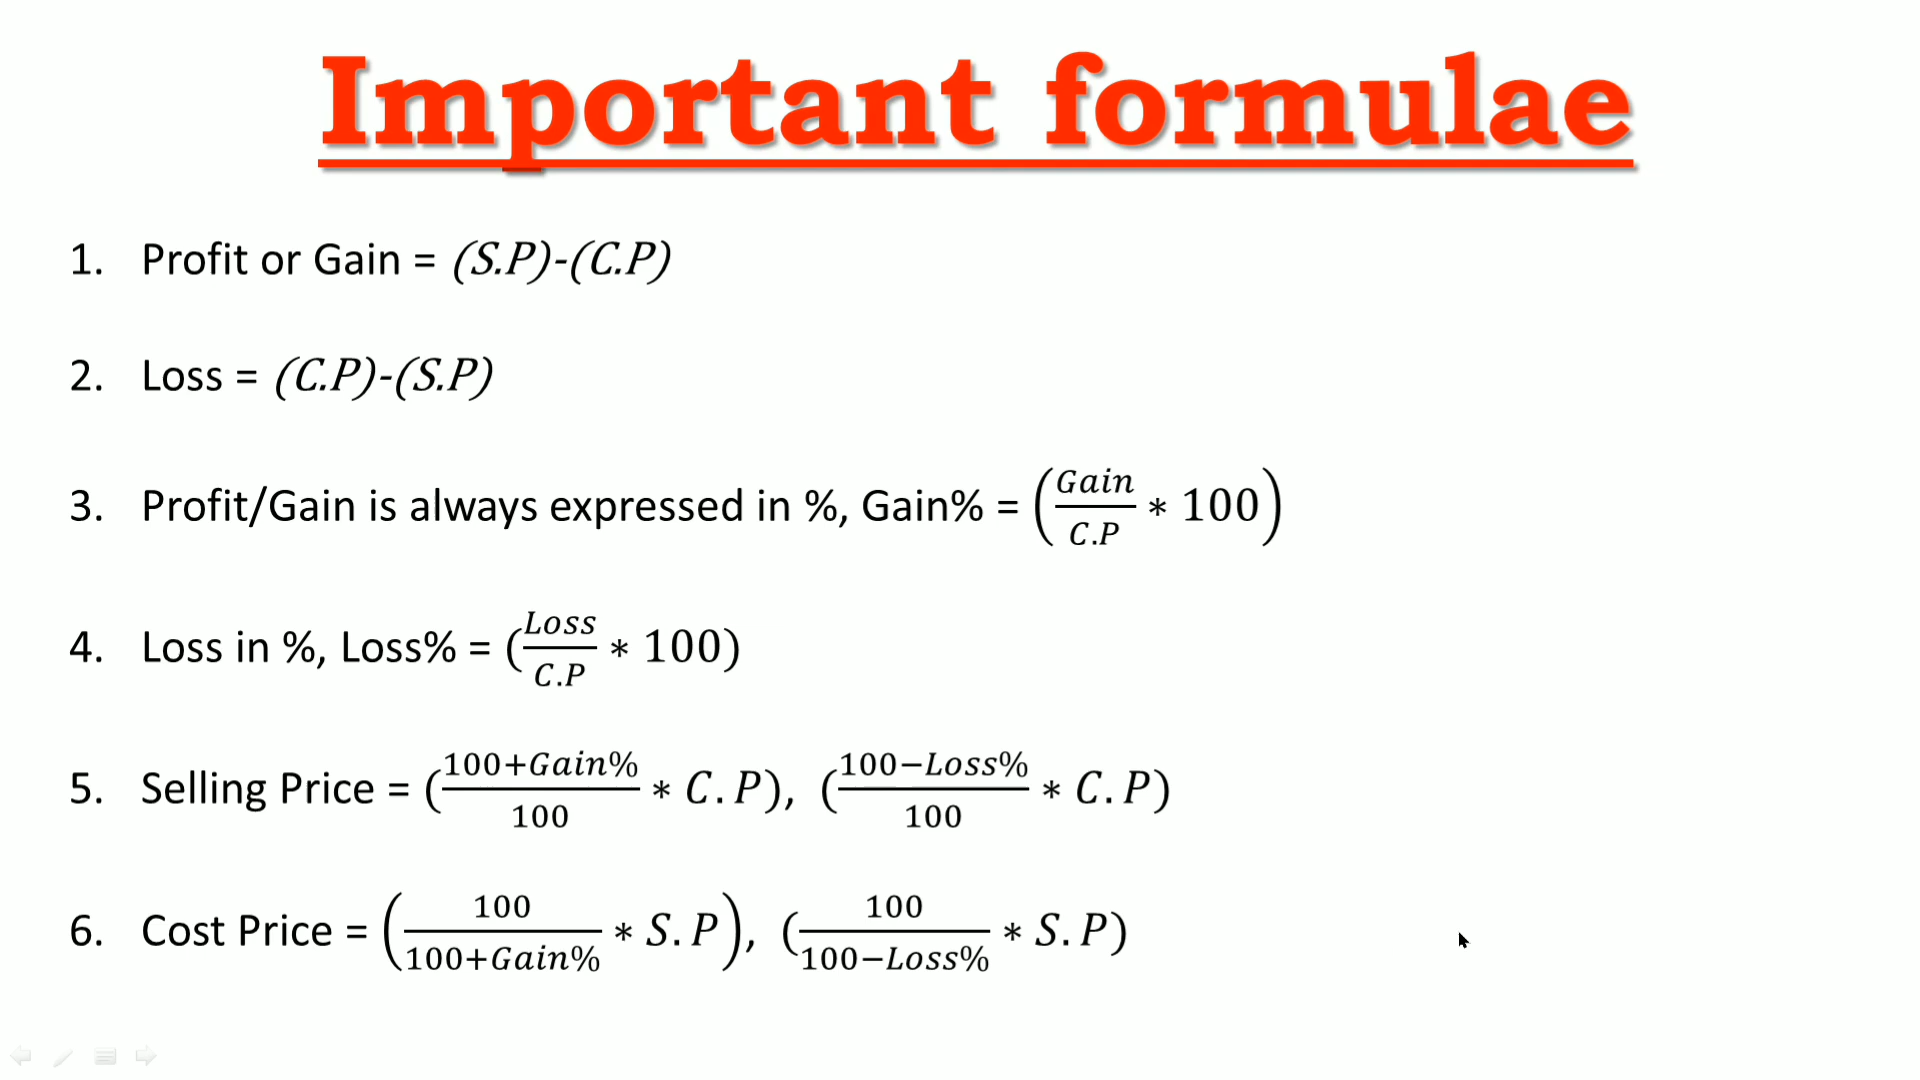 Important formulae
1. Profit or Gain = (S.P)-(C.P)
2. Loss = (C.P)-(S.P)
3. Profit/Gain is always expressed in %, Gain% = (Gain/C.P * 100)
4. Loss in %, Loss% = (Loss/C.P * 100)
5. Selling Price = (100+Gain%/100 * C.P), (100−Loss%/100 * C.P)
6. Cost Price = (100/100+Gain% * S.P), (100/100−Loss% * S.P)